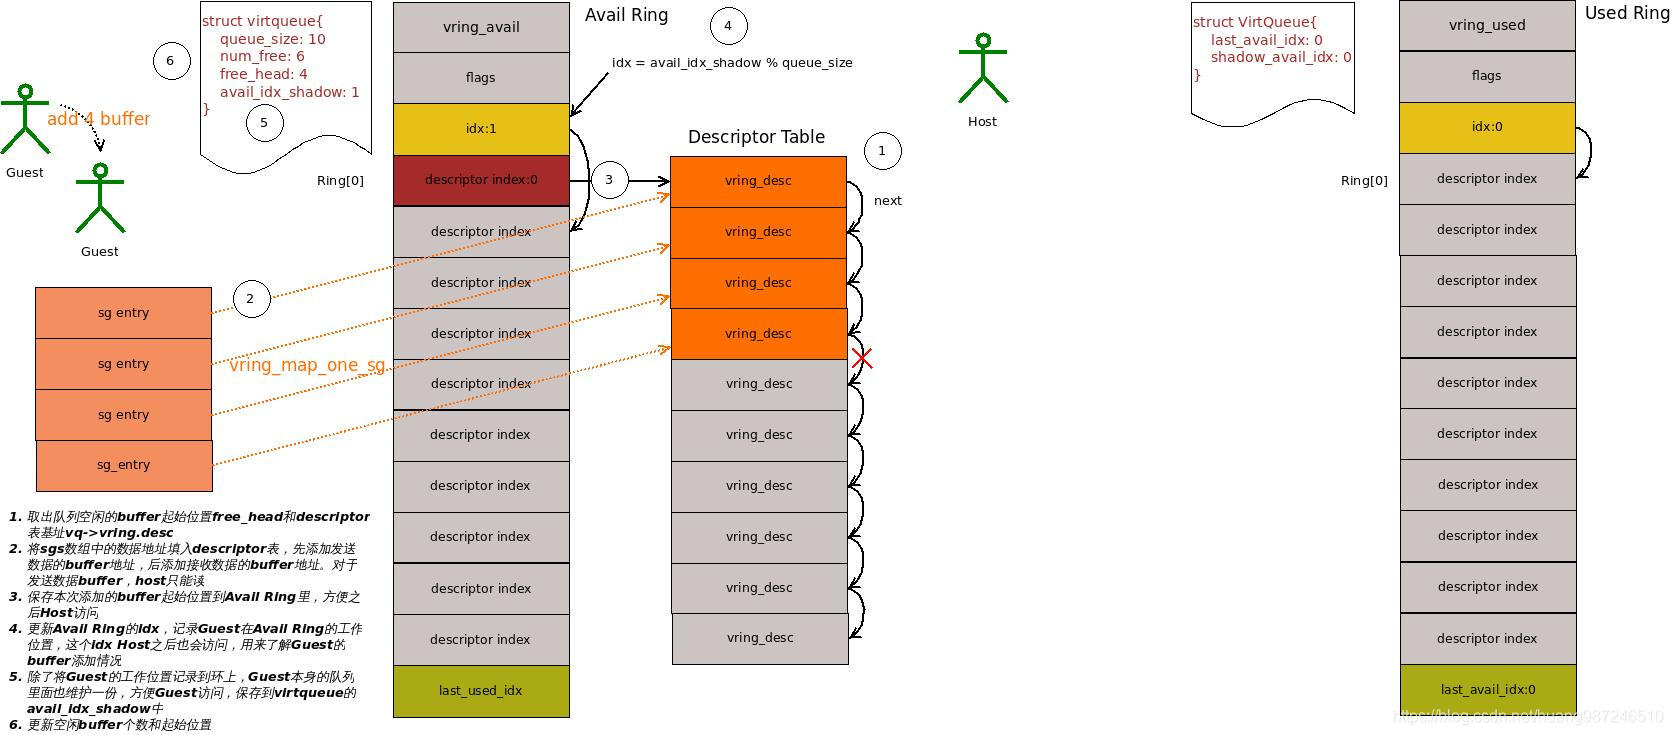 struct virtqueue{
queue_size: 10
num_free: 6
free_head: 4
avail_idx_shadow: 1
}
6
5
add 4 buffer
Guest
Guest
Ring[0]
sg entry
sg entry
sg entry
sg_entry
2
vring_map_one_sg
1. 取出队列空闲的buffer起始位置free_head和descriptor
表基址vq->vring.desc
2. 将sgs数组中的数据地址填入descriptor表，先添加发送
数据的buffer地址，后添加接收数据的buffer地址。对于
发送数据buffer，host只能读
3. 保存本次添加的buffer起始位置到Avail Ring里，方便之
后Host访问
4. 更新Avail Ring的idx，记录Guest在Avail Ring的工作
位置，这个idx Host之后也会访问，用来了解Guest的
buffer添加情况
5. 除了将Guest的工作位置记录到环上，Guest本身的队列
里面也维护一份，方便Guest访问，保存到virtqueue的
avail_idx_shadow中
6. 更新空闲buffer个数和起始位置
Avail Ring
vring_avail
flags
idx:1
descriptor index:0
descriptor index
descriptor index
descriptor index
descriptor index
descriptor index
descriptor index
descriptor index
descriptor index
descriptor index
last_used_idx
4
idx = avail_idx_shadow % queue_size
3
Descriptor Table
1
next
vring_desc
vring_desc
vring_desc
vring_desc
vring_desc
vring_desc
vring_desc
vring_desc
vring_desc
vring_desc
Host
struct VirtQueue{
last_avail_idx: 0
shadow_avail_idx: 0
}
Ring[0]
Used Ring
vring_used
flags
idx:0
descriptor index
descriptor index
descriptor index
descriptor index
descriptor index
descriptor index
descriptor index
descriptor index
descriptor index
descriptor index
last_avail_idx:0
https://blog.csdn.net/huang987246510